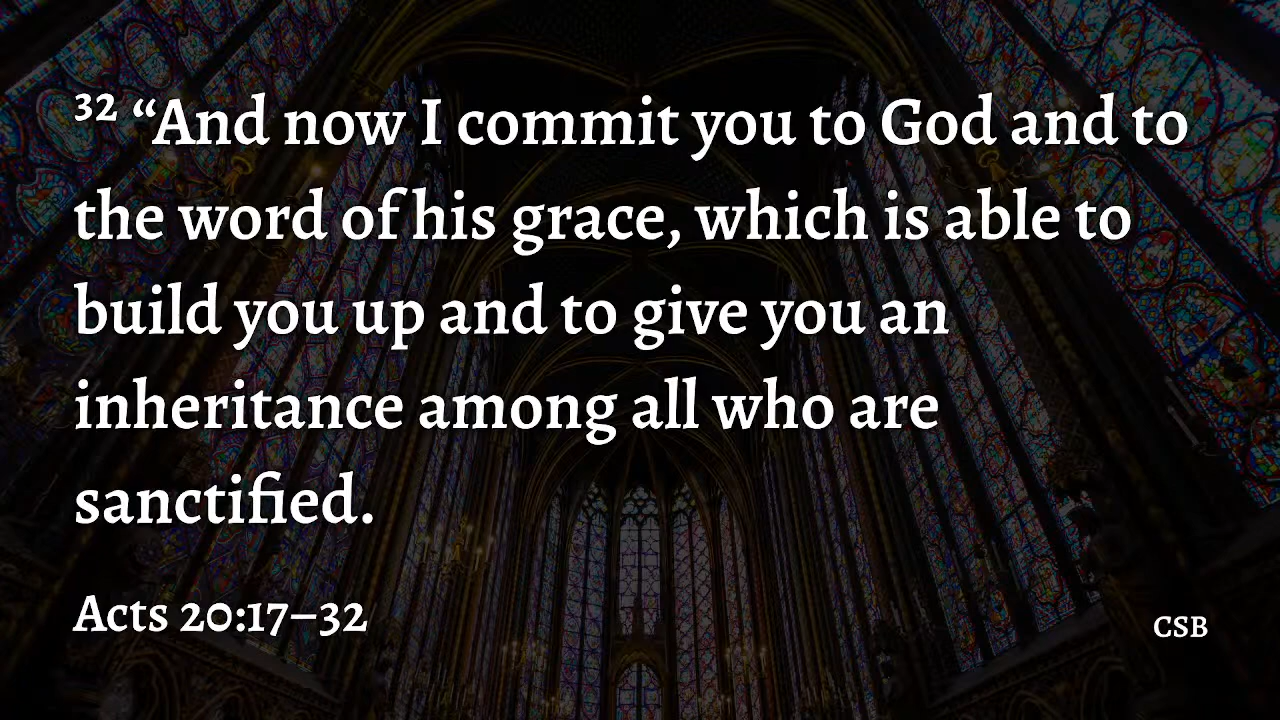 32 “And now I commit you to God and to
the word of his grace, which is able to
build you up and to give you an
inheritance among all who are
sanctified.
Acts 20:17–32
CSB